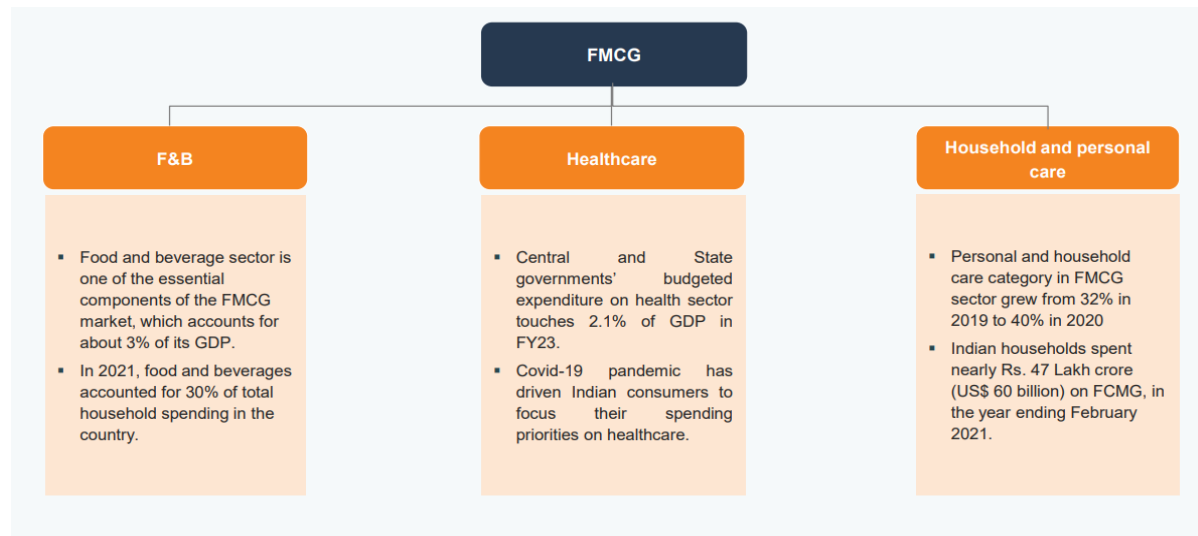 FMCG
F&B
Food and beverage sector is
one of the essential
components of the FMCG
market, which accounts for
about 3% of its GDP.
In 2021, food and beverages
accounted for 30% of total
household spending in the
country.
Healthcare
Central and State
governments’ budgeted
expenditure on health sector
touches 2.1% of GDP in
FY23.
Covid-19 pandemic has
driven Indian consumers to
focus their spending
priorities on healthcare.
Household and personal
care
Personal and household
care category in FMCG
sector grew from 32% in
2019 to 40% in 2020
Indian households spent
nearly Rs. 47 Lakh crore
(US$ 60 billion) on FCMG, in
the year ending February
2021.